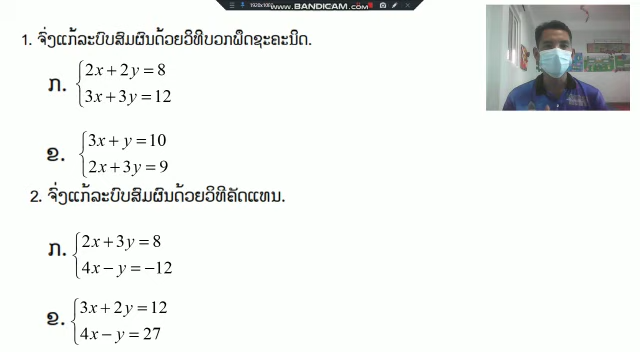 1920x1080 www.BANDICAM.com
1. ຈົ່ງແກ້ລະບົບສົມຜົນດ້ວຍວິທີບວກພຶດຊະຄະນິດ.
ກ. 2x + 2y = 8
3x + 3y = 12
ຂ. 3x + y = 10
2x + 3y = 9
2. ຈົ່ງແກ້ລະບົບສົມຜົນດ້ວຍວິທີຄັດແທນ.
ກ. 2x + 3y = 8
4x − y = −12
ຂ. 3x + 2y = 12
4x − y = 27